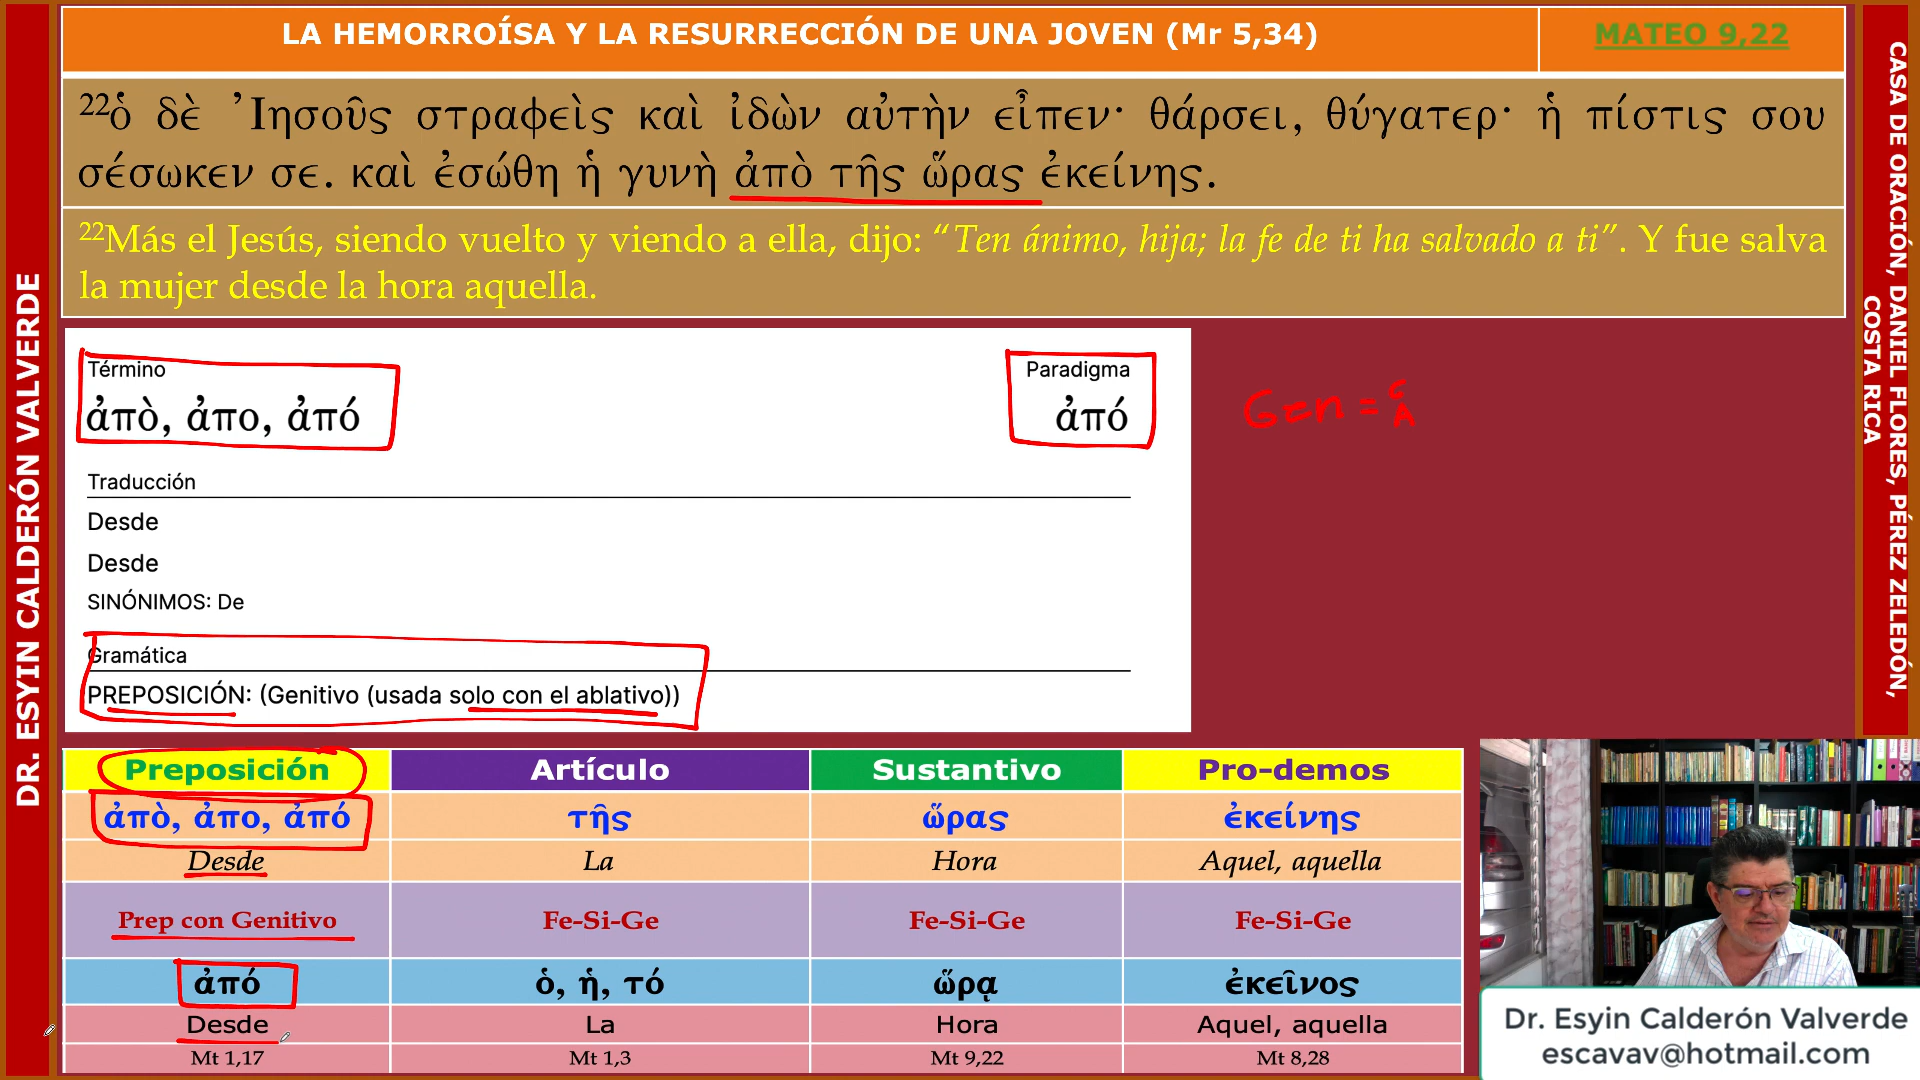 LA HEMORROÍSA Y LA RESURRECCIÓN DE UNA JOVEN (Mr 5,34)
MATEO 9,22
²²ὁ δὲ Ἰησοῦς στραφεὶς καὶ ἰδὼν αὐτὴν εἶπεν· θάρσει, θύγατερ· ἡ πίστις σου
σέσωκεν σε. καὶ ἐσώθη ἡ γυνὴ ἀπὸ τῆς ὥρας ἐκείνης.
²²Más el Jesús, siendo vuelto y viendo a ella, dijo: “Ten ánimo, hija; la fe de ti ha salvado a ti”. Y fue salva
la mujer desde la hora aquella.
Término
ἀπὸ, ἀπο, ἀπό
Paradigma
ἀπό
Gen = C
A
Traducción
Desde
Desde
SINÓNIMOS: De
Gramática
PREPOSICIÓN: (Genitivo (usada solo con el ablativo))
Preposición Artículo Sustantivo Pro-demos
ἀπὸ, ἀπο, ἀπό τῆς ὥρας ἐκείνης
Desde La Hora Aquel, aquella
Prep con Genitivo Fe-Si-Ge Fe-Si-Ge Fe-Si-Ge
ἀπό ὁ, ἡ, τό ὥρᾳ ἐκεῖνος
Desde La Hora Aquel, aquella
Mt 1,17 Mt 1,3 Mt 9,22 Mt 8,28
DR. ESYIN CALDERÓN VALVERDE
CASA DE ORACIÓN, DANIEL FLORES, PÉREZ ZELEDÓN,
COSTA RICA
Dr. Esyin Calderón Valverde
escavav@hotmail.com